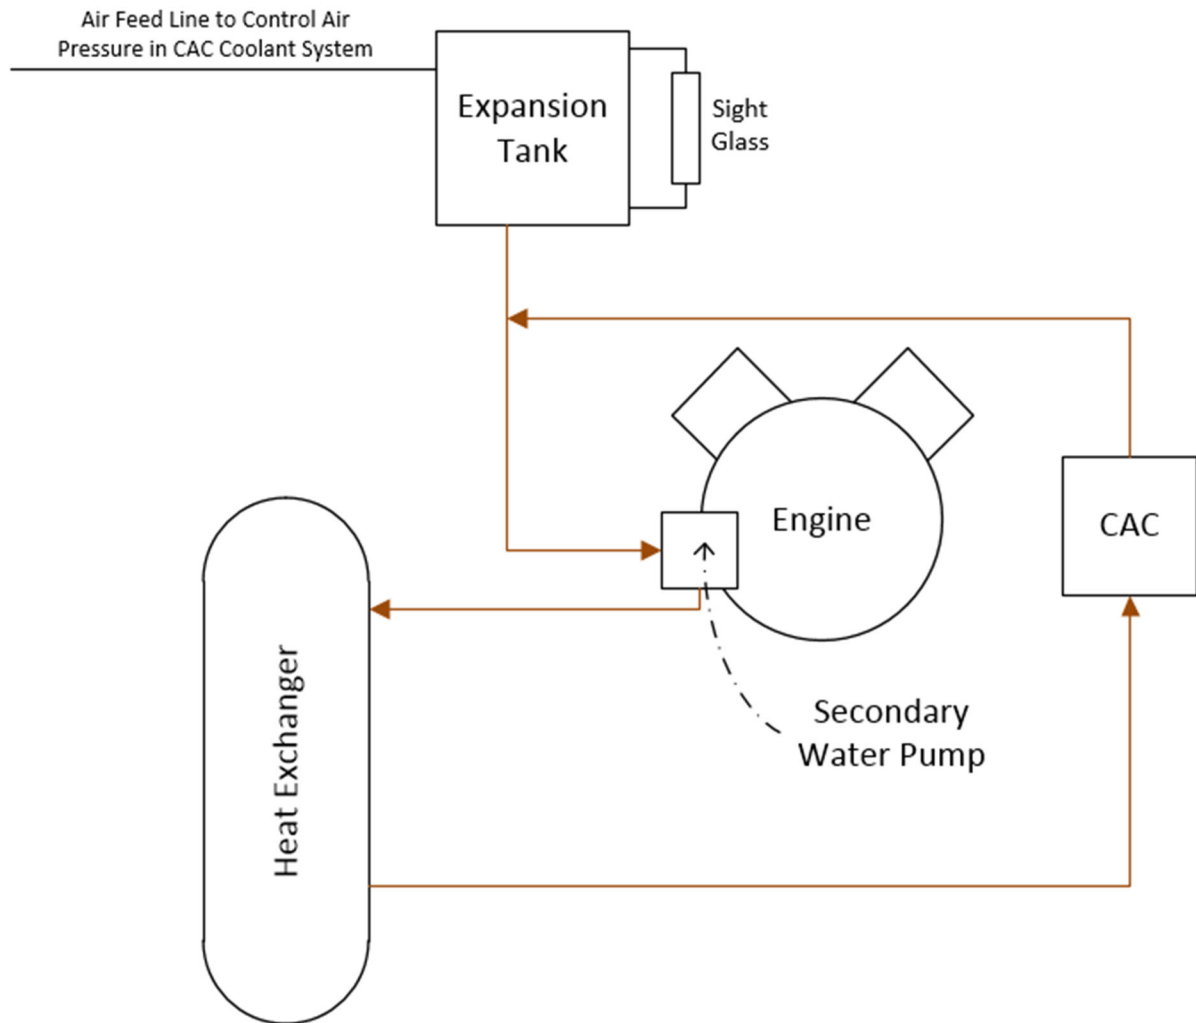 Air Feed Line to Control Air
Pressure in CAC Coolant System
Expansion
Tank
Sight
Glass
Engine
CAC
Heat Exchanger
Secondary
Water Pump